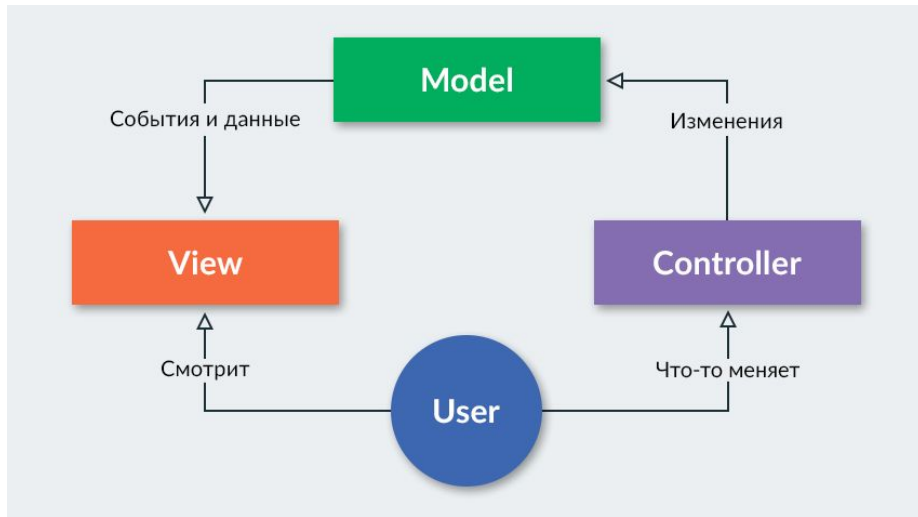 Model
События и данные
Изменения
View
Controller
Смотрит
Что-то меняет
User